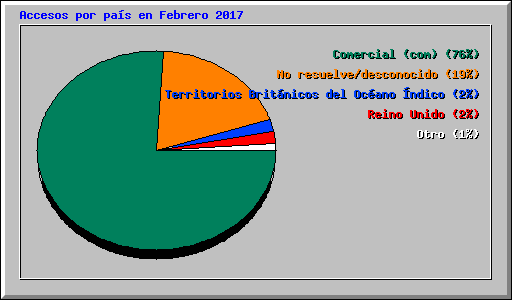 Accesos por país en Febrero 2017
Comercial (com) (76%)
No resuelve/desconocido (19%)
Territorios Británicos del Océano Índico (2%)
Reino Unido (2%)
Otro (1%)